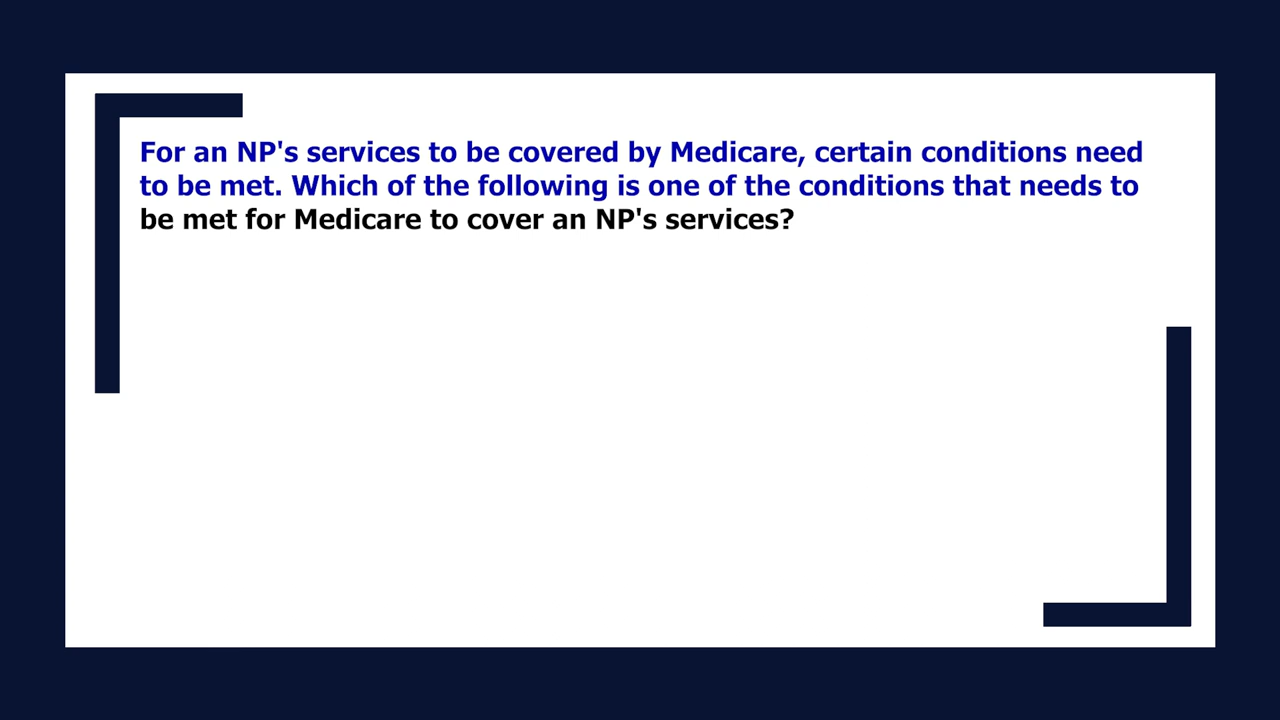 For an NP's services to be covered by Medicare, certain conditions need
to be met. Which of the following is one of the conditions that needs to
be met for Medicare to cover an NP's services?